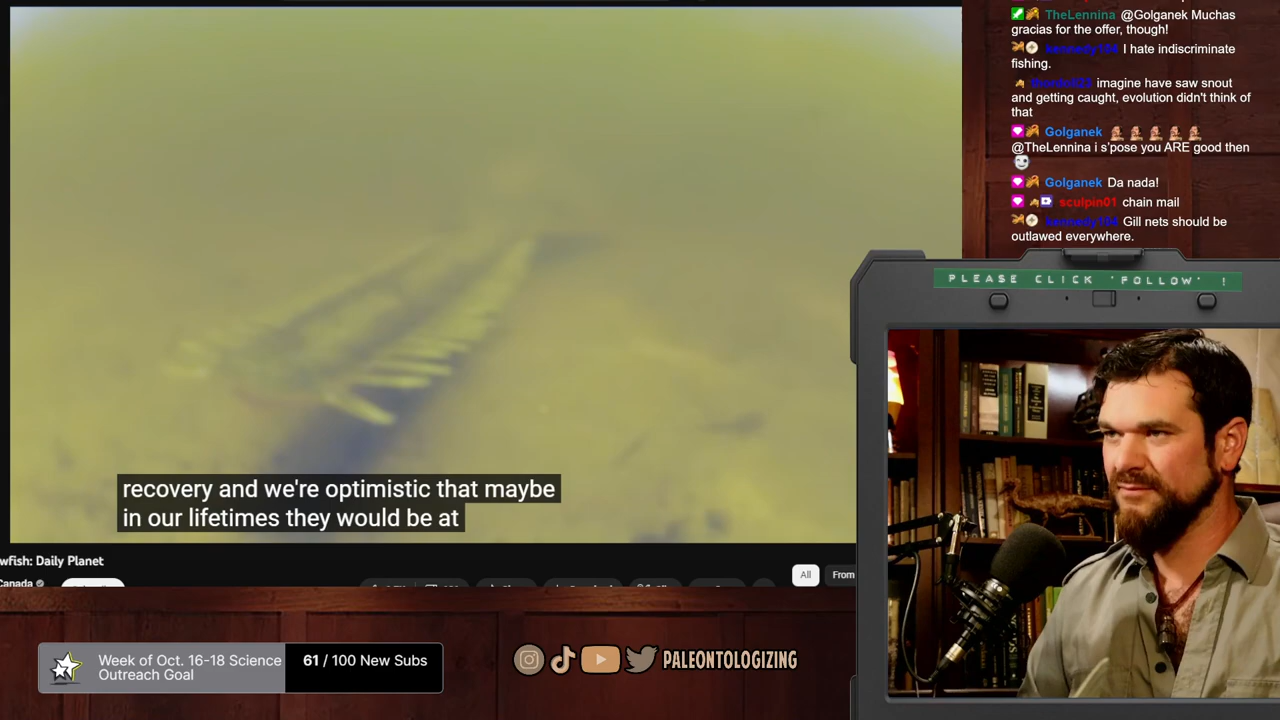 TheLennina @Golganek Muchas
gracias for the offer, though!
kennedy164 I hate indiscriminate
fishing.
imagine have saw snout
and getting caught, evolution didn't think of
that
Golganek
@TheLennina i s'pose you ARE good then
Golganek Da nada!
sculpin01 chain mail
kennedy164 Gill nets should be
outlawed everywhere.
PLEASE CLICK 'FOLLOW' !
recovery and we're optimistic that maybe
in our lifetimes they would be at
wfish: Daily Planet
Canada
All
From
Week of Oct. 16-18 Science
Outreach Goal
61 / 100 New Subs
PALEONTOLOGIZING